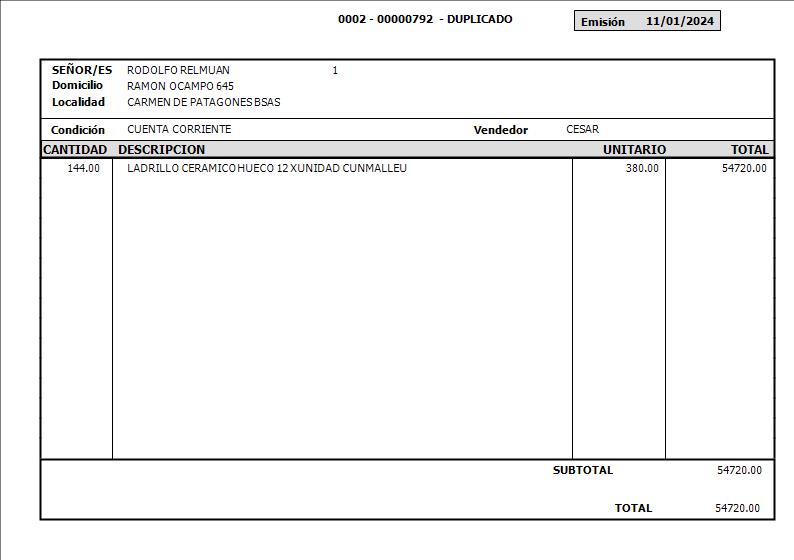 0002 - 00000792 - DUPLICADO Emisión 11/01/2024
SEÑOR/ES RODOLFO RELMUAN 1
Domicilio RAMON OCAMPO 645
Localidad CARMEN DE PATAGONES BSAS
Condición CUENTA CORRIENTE Vendedor CESAR
CANTIDAD DESCRIPCION UNITARIO TOTAL
144.00 LADRILLO CERAMICO HUECO 12 X UNIDAD CUNMALLEU 380.00 54720.00
SUBTOTAL 54720.00
TOTAL 54720.00